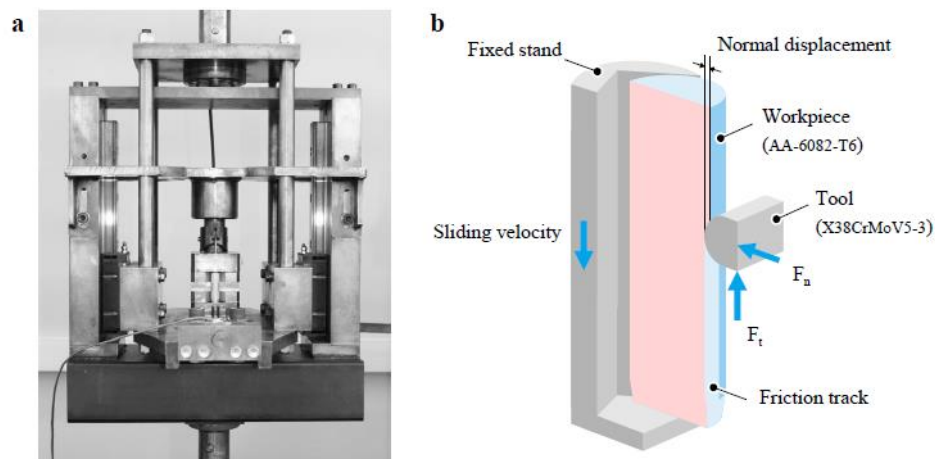 a
b
Fixed stand
Normal displacement
Workpiece
(AA-6082-T6)
Tool
(X38CrMoV5-3)
Sliding velocity
Fn
Ft
Friction track